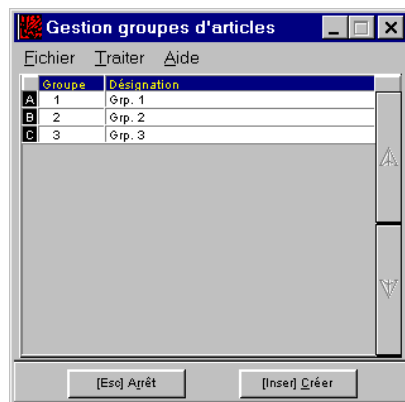 Gestion groupes d'articles
Fichier Traiter Aide
Groupe Désignation
A 1 Grp. 1
B 2 Grp. 2
C 3 Grp. 3
[Esc] Arrêt [Inser] Créer